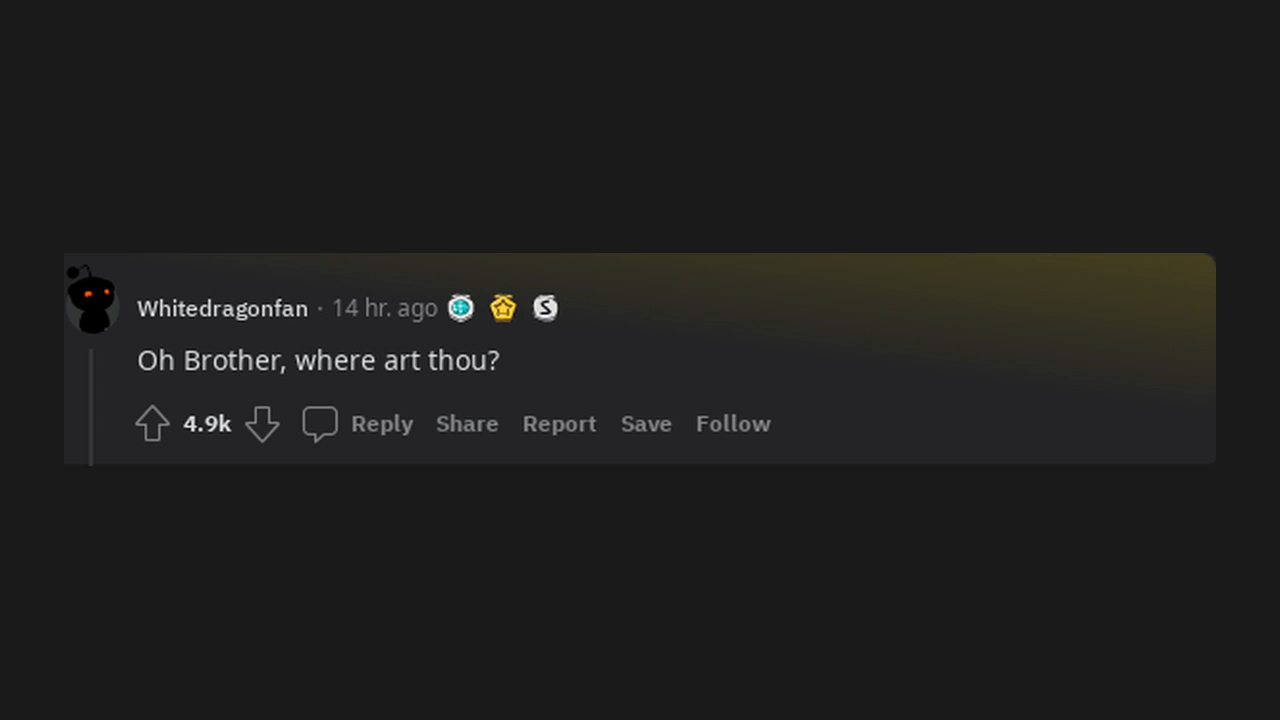 Whitedragonfan · 14 hr. ago
Oh Brother, where art thou?
4.9k Reply Share Report Save Follow